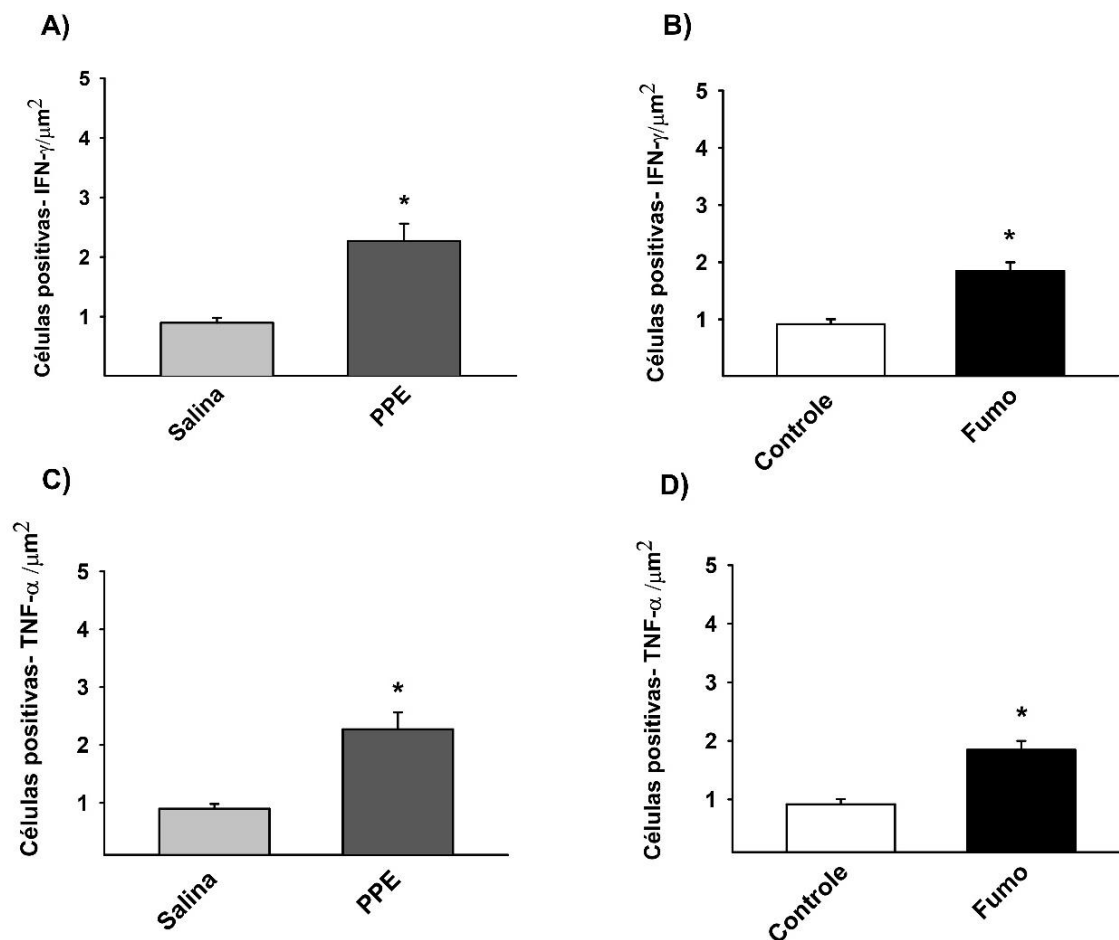 A)
Células positivas- IFN-γ/μm²
5
4
3
2
1
*
Salina
PPE
B)
Células positivas- IFN-γ/μm²
5
4
3
2
1
*
Controle
Fumo
C)
Células positivas- TNF-α /μm²
5
4
3
2
1
*
Salina
PPE
D)
Células positivas- TNF-α /μm²
5
4
3
2
1
*
Controle
Fumo